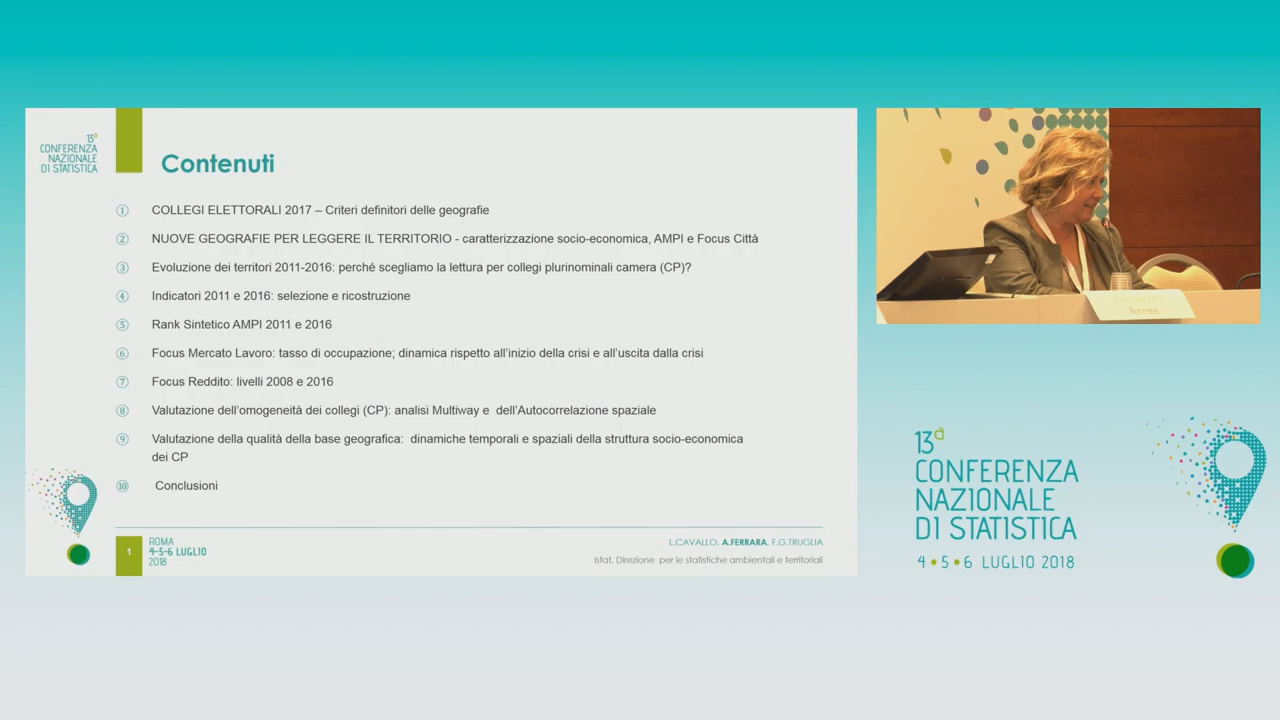 13a
CONFERENZA
NAZIONALE
DI STATISTICA
Contenuti
① COLLEGI ELETTORALI 2017 – Criteri definitori delle geografie
② NUOVE GEOGRAFIE PER LEGGERE IL TERRITORIO - caratterizzazione socio-economica, AMPI e Focus Città
③ Evoluzione dei territori 2011-2016: perché scegliamo la lettura per collegi plurinominali camera (CP)?
④ Indicatori 2011 e 2016: selezione e ricostruzione
⑤ Rank Sintetico AMPI 2011 e 2016
⑥ Focus Mercato Lavoro: tasso di occupazione; dinamica rispetto all'inizio della crisi e all'uscita dalla crisi
⑦ Focus Reddito: livelli 2008 e 2016
⑧ Valutazione dell'omogeneità dei collegi (CP): analisi Multiway e dell'Autocorrelazione spaziale
⑨ Valutazione della qualità della base geografica: dinamiche temporali e spaziali della struttura socio-economica
dei CP
⑩ Conclusioni
1
ROMA
4-5-6 LUGLIO
2018
L.CAVALLO, A.FERRARA, F.G.TRUGLIA
Istat, Direzione per le statistiche ambientali e territoriali
13a
CONFERENZA
NAZIONALE
DI STATISTICA
4•5•6 LUGLIO 2018